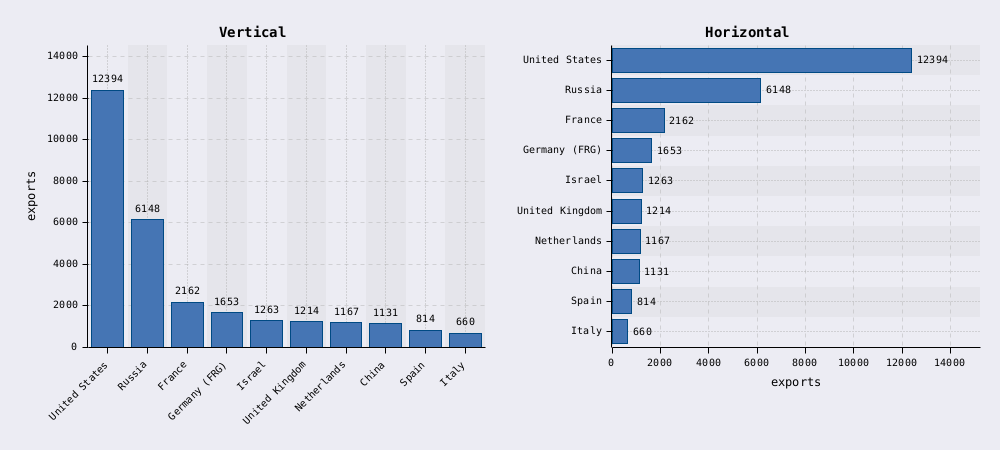 Vertical
14000
12000
10000
8000
6000
4000
2000
0
exports
12394
6148
2162
1653
1263
1214
1167
1131
814
660
United States
Russia
France
Germany (FRG)
Israel
United Kingdom
Netherlands
China
Spain
Italy
Horizontal
United States 12394
Russia 6148
France 2162
Germany (FRG) 1653
Israel 1263
United Kingdom 1214
Netherlands 1167
China 1131
Spain 814
Italy 660
0 2000 4000 6000 8000 10000 12000 14000
exports